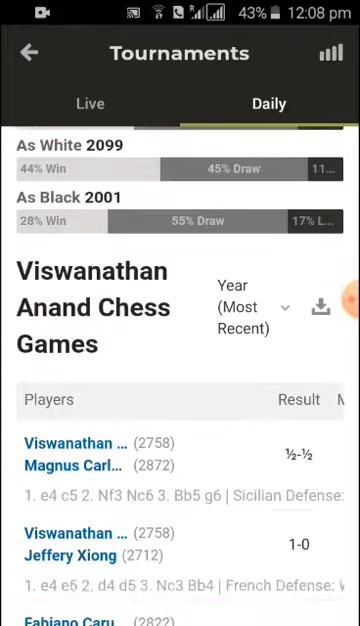 43% 12:08 pm
Tournaments
Live Daily
As White 2099
44% Win 45% Draw 11...
As Black 2001
28% Win 55% Draw 17% L...
Viswanathan
Anand Chess
Games
Year
(Most
Recent)
Players Result M
Viswanathan ... (2758)
Magnus Carl... (2872)
½-½
1. e4 c5 2. Nf3 Nc6 3. Bb5 g6 | Sicilian Defense:
Viswanathan ... (2758)
Jeffery Xiong (2712)
1-0
1. e4 e6 2. d4 d5 3. Nc3 Bb4 | French Defense:
Fabiano Caru... (2822)